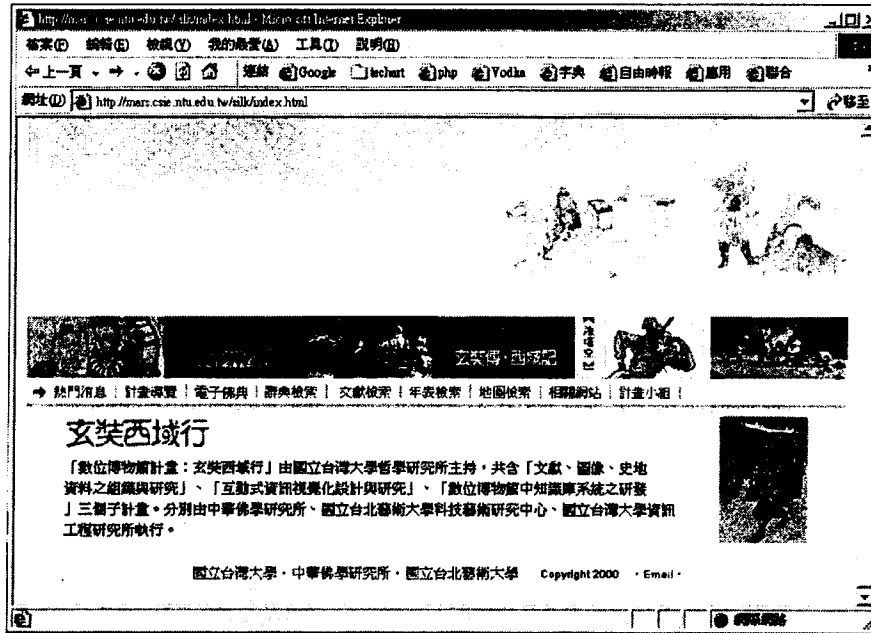 檔案(F) 編輯(E) 檢視(V) 我的最愛(A) 工具(T) 說明(H)
上一頁 連結 Google techart php Vodka 字典 自由時報 應用 聯合
網址(D) http://mars.csie.ntu.edu.tw/silk/index.html 移至
玄奘傳·西域記
熱門消息 計畫導覽 電子佛典 辭典檢索 文獻檢索 年表檢索 地圖檢索 相關網站 計畫小組
玄奘西域行
「數位博物館計畫：玄奘西域行」由國立台灣大學哲學研究所主持，共含「文獻、圖像、史地
資料之組織與研究」、「互動式資訊視覺化設計與研究」、「數位博物館中知識庫系統之研發
」三個子計畫。分別由中華佛學研究所、國立台北藝術大學科技藝術研究中心、國立台灣大學資訊
工程研究所執行。
國立台灣大學·中華佛學研究所·國立台北藝術大學 Copyright 2000 · Email ·
網際網路